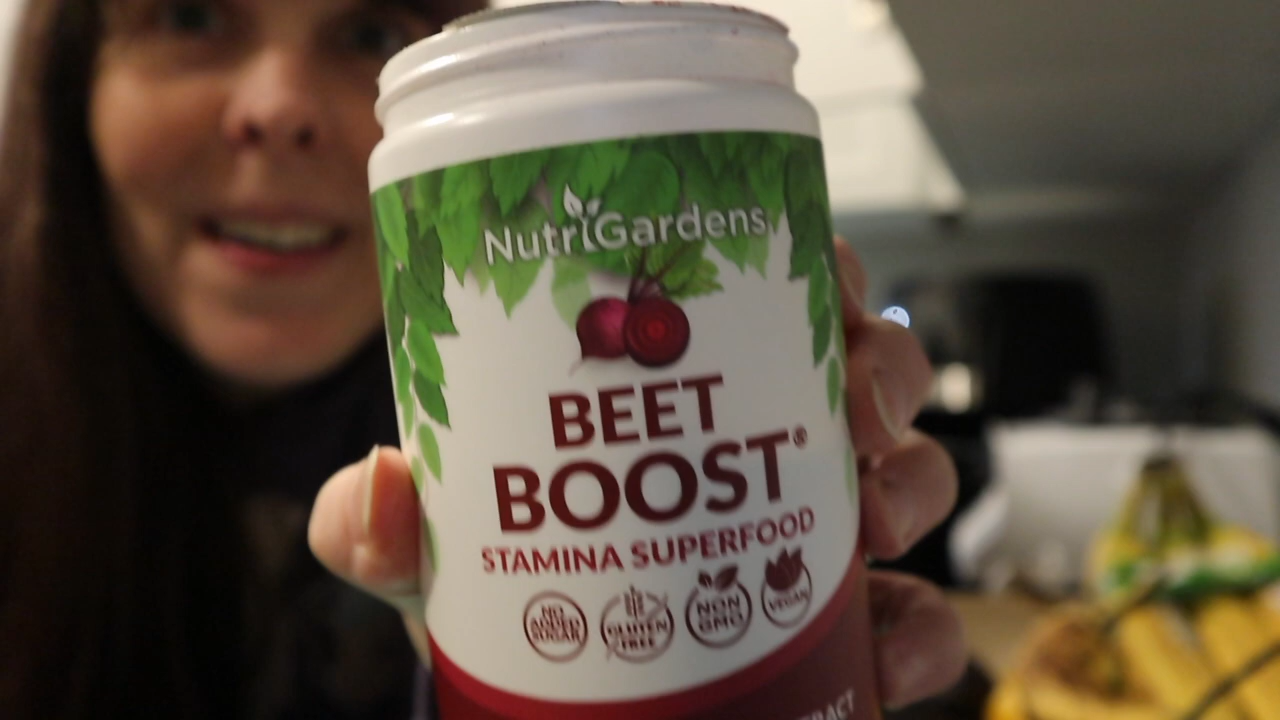 NutriGardens
BEET
BOOST®
STAMINA SUPERFOOD
NO
ADDED
SUGAR
GLUTEN
FREE
NON
GMO
VEGAN